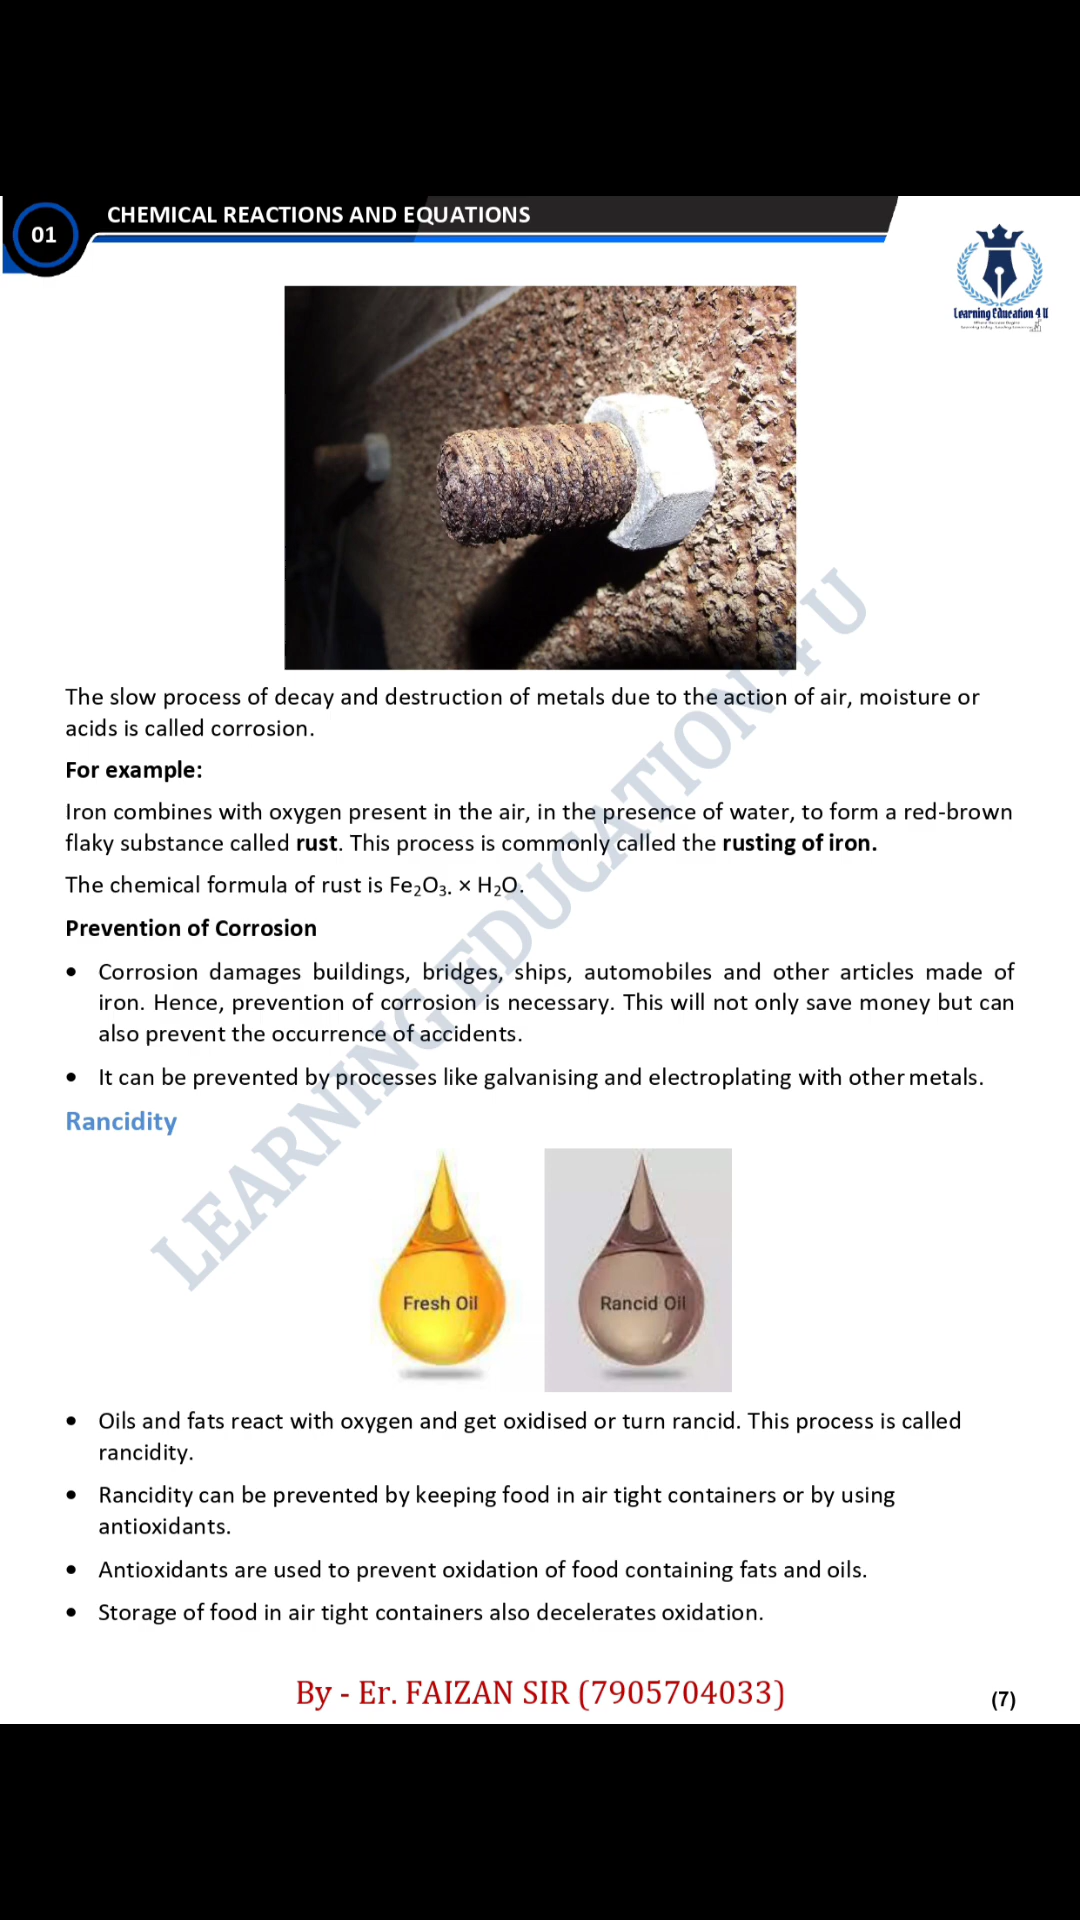 01
CHEMICAL REACTIONS AND EQUATIONS
Learning Education 4 U
The slow process of decay and destruction of metals due to the action of air, moisture or
acids is called corrosion.
For example:
Iron combines with oxygen present in the air, in the presence of water, to form a red-brown
flaky substance called rust. This process is commonly called the rusting of iron.
The chemical formula of rust is Fe₂O₃. × H₂O.
Prevention of Corrosion
• Corrosion damages buildings, bridges, ships, automobiles and other articles made of
iron. Hence, prevention of corrosion is necessary. This will not only save money but can
also prevent the occurrence of accidents.
• It can be prevented by processes like galvanising and electroplating with other metals.
LEARNING EDUCATION 4 U
Rancidity
Fresh Oil
Rancid Oil
• Oils and fats react with oxygen and get oxidised or turn rancid. This process is called
rancidity.
• Rancidity can be prevented by keeping food in air tight containers or by using
antioxidants.
• Antioxidants are used to prevent oxidation of food containing fats and oils.
• Storage of food in air tight containers also decelerates oxidation.
By - Er. FAIZAN SIR (7905704033)
(7)